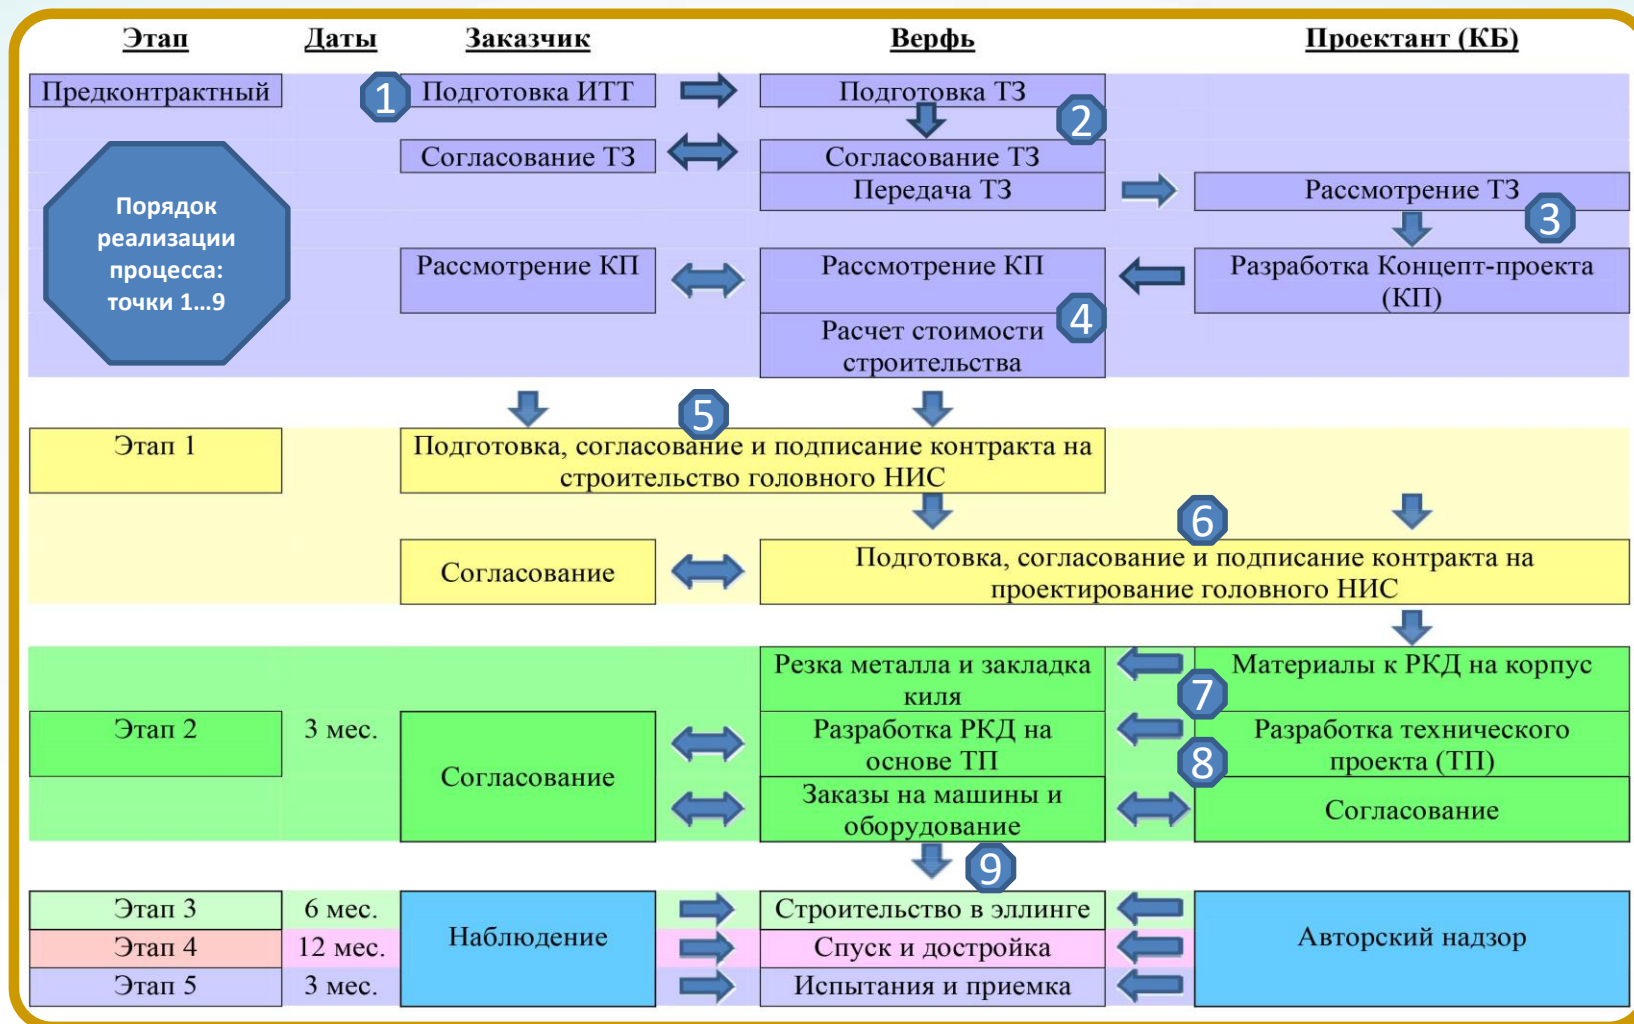 Этап Даты Заказчик Верфь Проектант (КБ)
Предконтрактный 1 Подготовка ИТТ Подготовка ТЗ
2
Согласование ТЗ Согласование ТЗ
Передача ТЗ Рассмотрение ТЗ
3
Порядок
реализации
процесса:
точки 1...9
Рассмотрение КП Рассмотрение КП Разработка Концепт-проекта
(КП)
4
Расчет стоимости
строительства
5
Этап 1 Подготовка, согласование и подписание контракта на
строительство головного НИС
6
Согласование Подготовка, согласование и подписание контракта на
проектирование головного НИС
Резка металла и закладка Материалы к РКД на корпус
киля
7
Этап 2 3 мес. Разработка РКД на Разработка технического
основе ТП проекта (ТП)
8
Согласование
Заказы на машины и Согласование
оборудование
9
Этап 3 6 мес. Строительство в эллинге
Наблюдение Авторский надзор
Этап 4 12 мес. Спуск и достройка
Этап 5 3 мес. Испытания и приемка